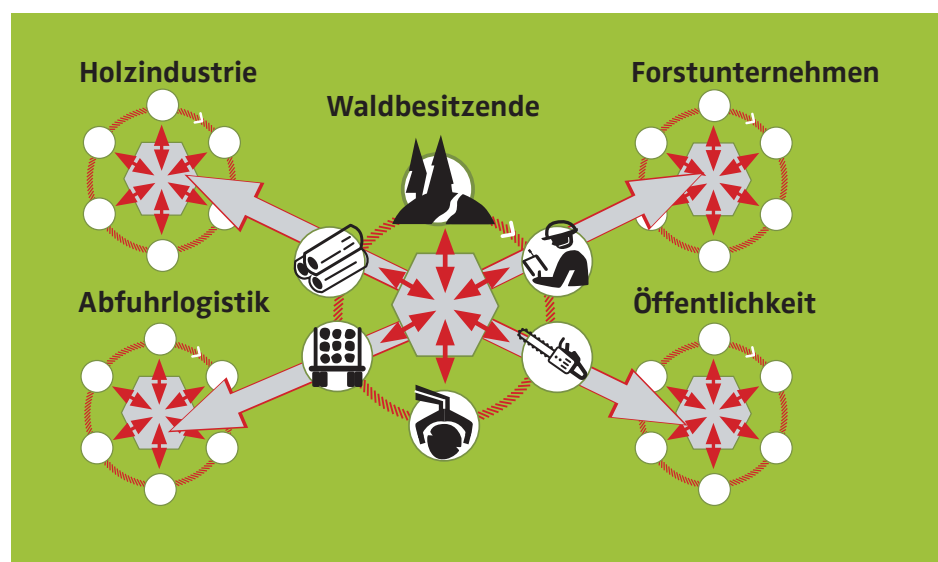 Holzindustrie
Waldbesitzende
Forstunternehmen
Abfuhrlogistik
Öffentlichkeit